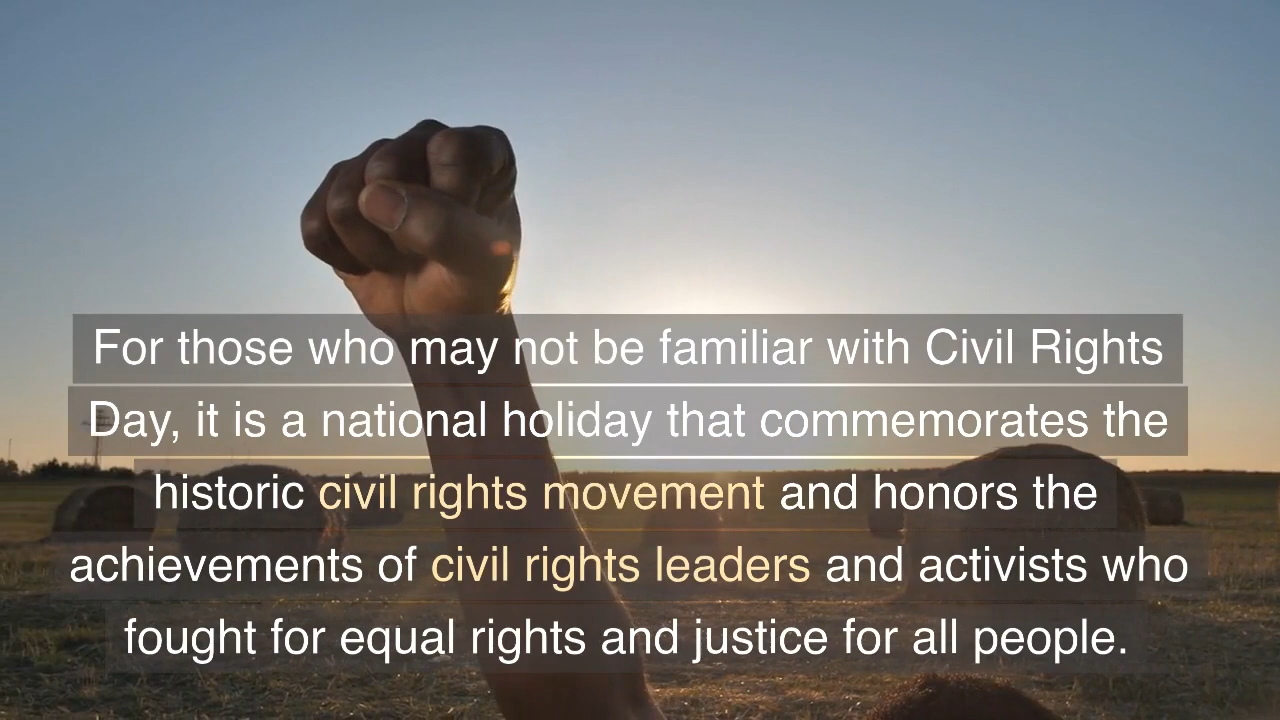 For those who may not be familiar with Civil Rights
Day, it is a national holiday that commemorates the
historic civil rights movement and honors the
achievements of civil rights leaders and activists who
fought for equal rights and justice for all people.